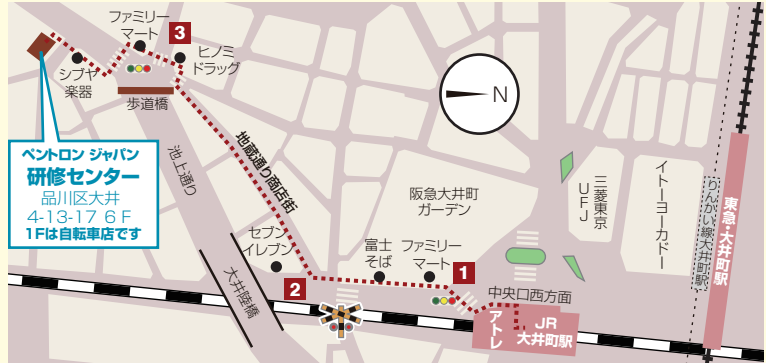 ファミリー
マート
3
ヒノミ
ドラッグ
シブヤ
楽器
歩道橋
N
ペントロン ジャパン
研修センター
品川区大井
4-13-17 6 F
1Fは自転車店です
池上通り
地蔵通り商店街
阪急大井町
ガーデン
三菱東京
UFJ
イトーヨーカドー
りんかい線大井町駅
東急・大井町駅
セブン
イレブン
富士
そば
ファミリー
マート
1
2
大井陸橋
中央口西方面
アトレ
JR
大井町駅